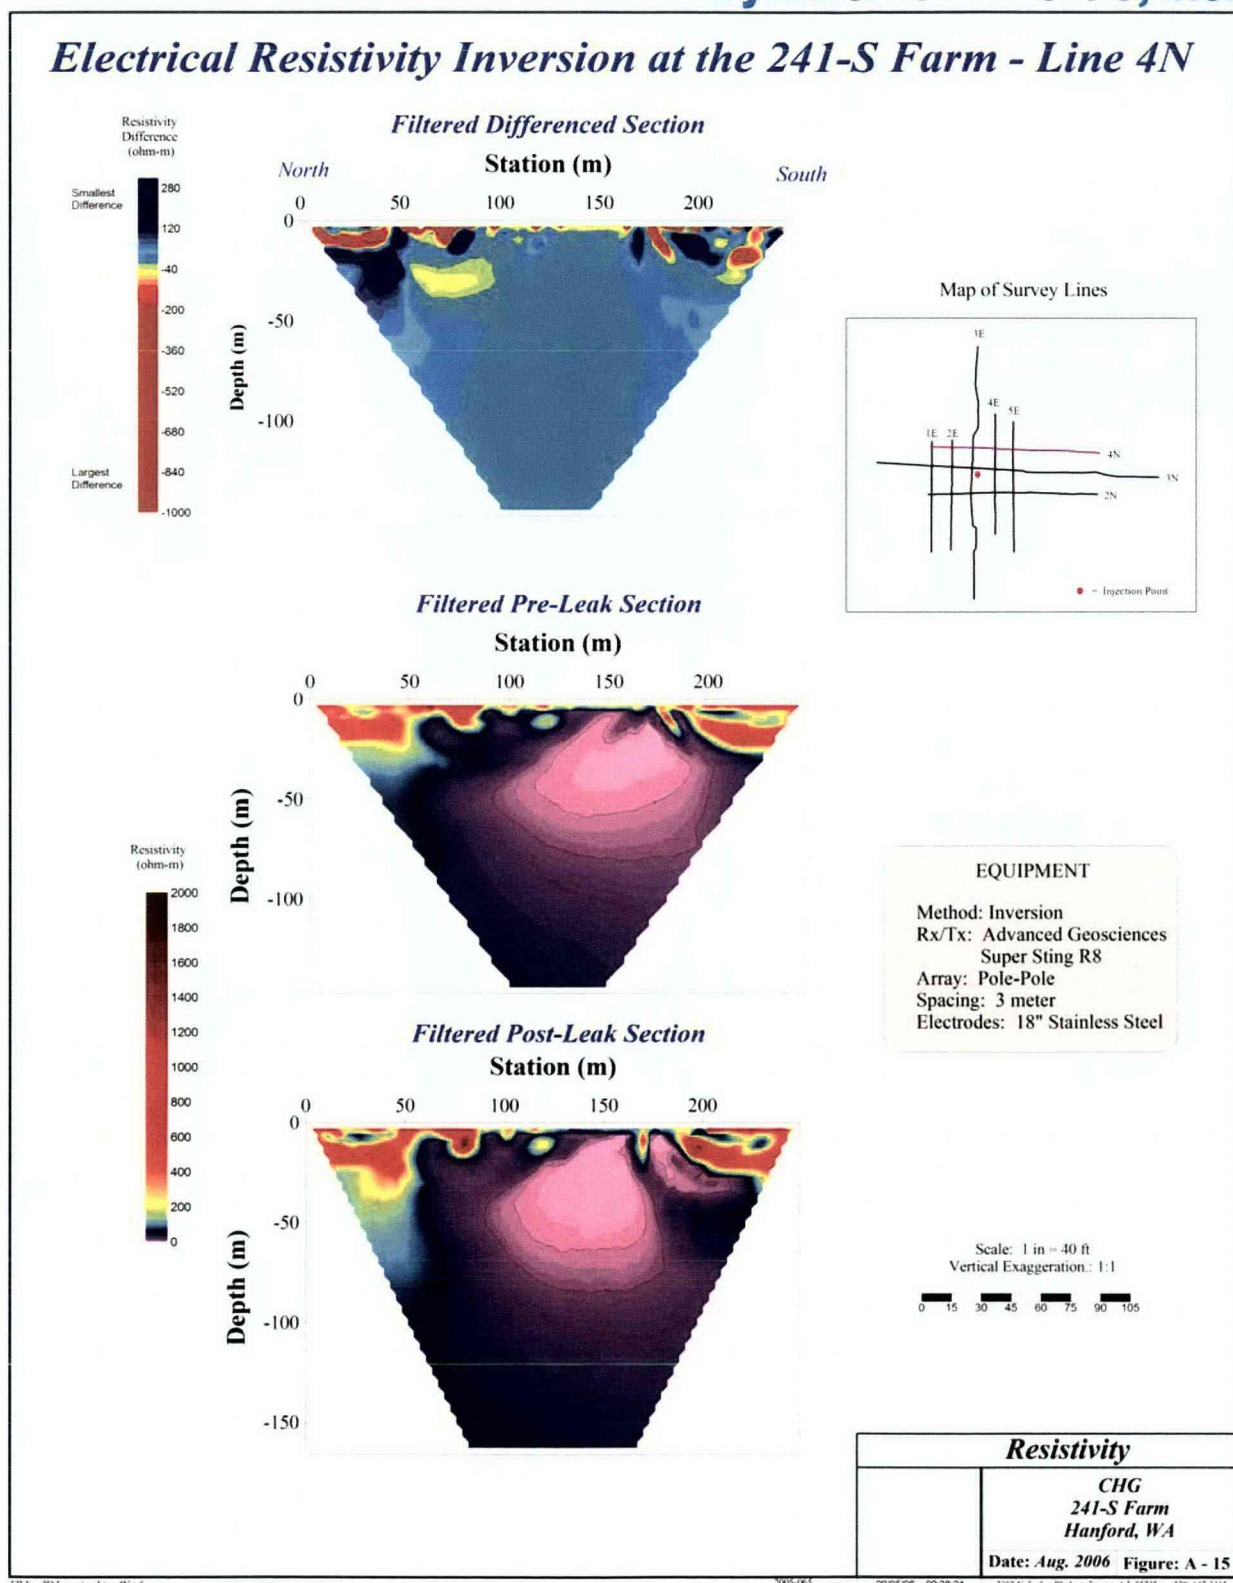 Electrical Resistivity Inversion at the 241-S Farm - Line 4N
Resistivity
Difference
(ohm-m)
Smallest
Difference
280
120
-40
-200
-360
-520
-680
-840
-1000
Largest
Difference
Filtered Differenced Section
Station (m)
North
South
0 50 100 150 200
0
-50
-100
Depth (m)
Map of Survey Lines
3E
4E
5E
1E
2E
4N
3N
2N
= Injection Point
Filtered Pre-Leak Section
Station (m)
0 50 100 150 200
0
-50
-100
Depth (m)
Resistivity
(ohm-m)
2000
1800
1600
1400
1200
1000
800
600
400
200
0
EQUIPMENT
Method: Inversion
Rx/Tx: Advanced Geosciences
Super Sting R8
Array: Pole-Pole
Spacing: 3 meter
Electrodes: 18" Stainless Steel
Filtered Post-Leak Section
Station (m)
0 50 100 150 200
0
-50
-100
-150
Depth (m)
Scale: 1 in = 40 ft
Vertical Exaggeration.: 1:1
0 15 30 45 60 75 90 105
Resistivity
CHG
241-S Farm
Hanford, WA
Date: Aug. 2006 Figure: A - 15